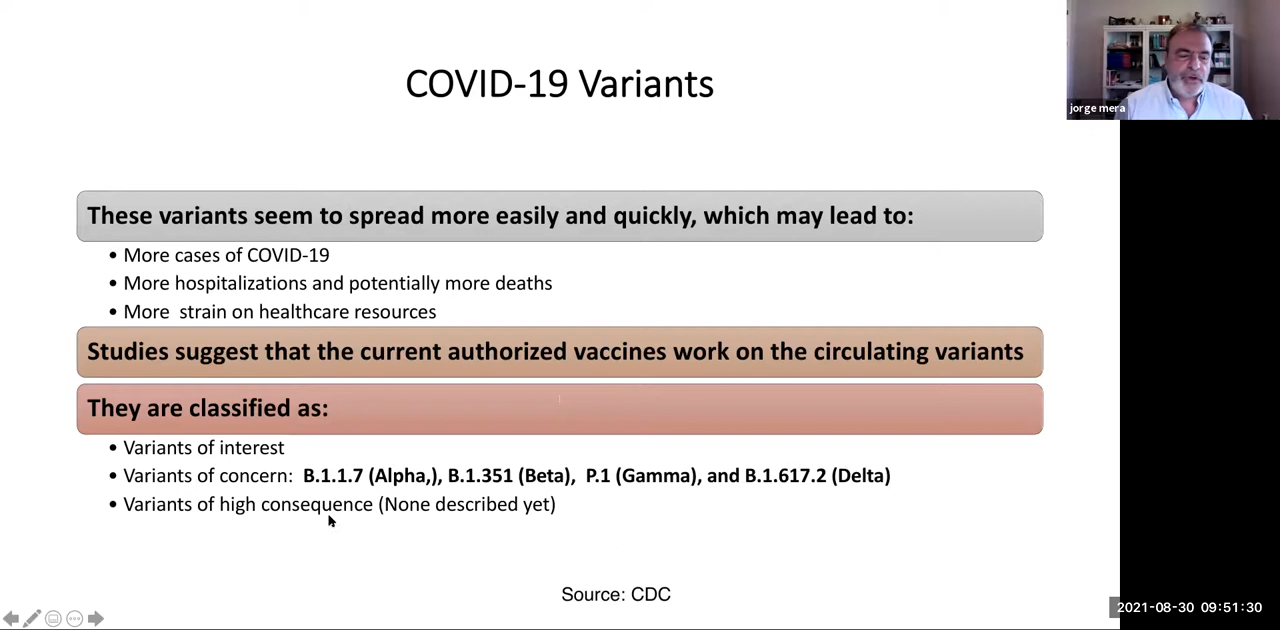 COVID-19 Variants
jorge mera
These variants seem to spread more easily and quickly, which may lead to:
• More cases of COVID-19
• More hospitalizations and potentially more deaths
• More  strain on healthcare resources
Studies suggest that the current authorized vaccines work on the circulating variants
They are classified as:
• Variants of interest
• Variants of concern:  B.1.1.7 (Alpha,), B.1.351 (Beta),  P.1 (Gamma), and B.1.617.2 (Delta)
• Variants of high consequence (None described yet)
Source: CDC
2021-08-30 09:51:30